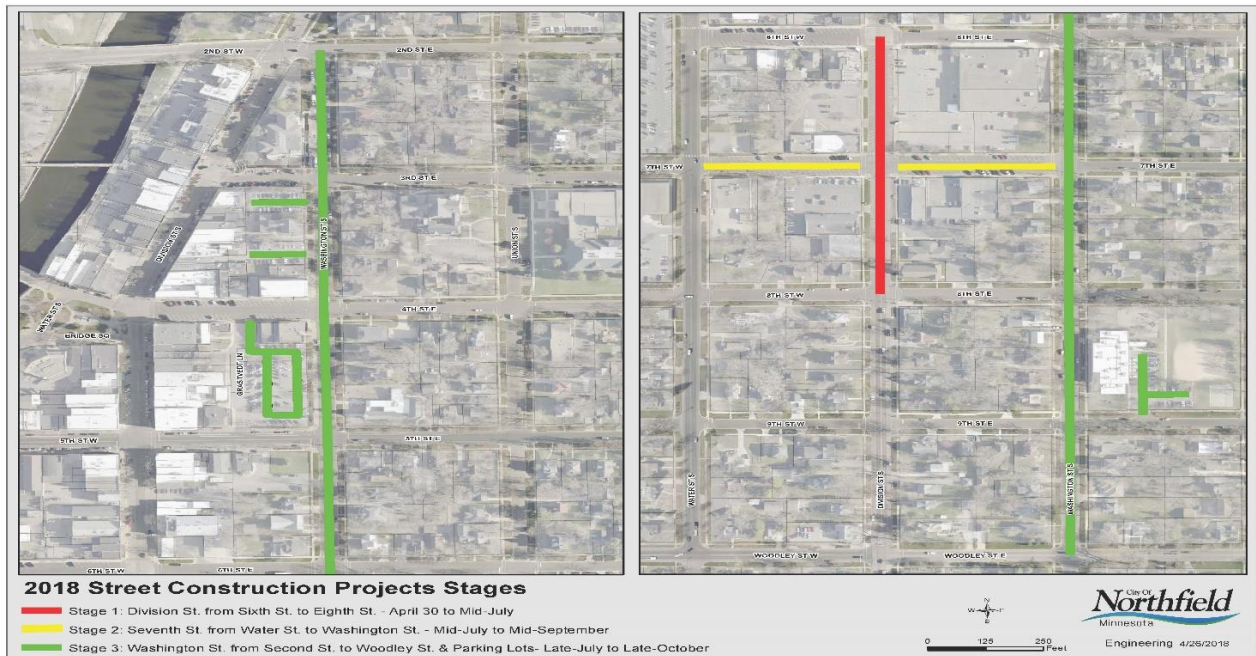 2ND ST W
2ND ST E
3RD ST E
DIVISION ST S
WASHINGTON ST S
UNION ST S
WATER ST S
4TH ST E
BRIDGE SQ
GRASTVEDT LN
5TH ST W
5TH ST E
6TH ST W
6TH ST E
6TH ST W
6TH ST E
7TH ST W
7TH ST E
8TH ST W
8TH ST E
9TH ST W
9TH ST E
WATER ST S
DIVISION ST S
WASHINGTON ST S
WOODLEY ST W
WOODLEY ST E
2018 Street Construction Projects Stages
Stage 1: Division St. from Sixth St. to Eighth St. - April 30 to Mid-July
Stage 2: Seventh St. from Water St. to Washington St. - Mid-July to Mid-September
Stage 3: Washington St. from Second St. to Woodley St. & Parking Lots- Late-July to Late-October
N
W E
S
0 125 250
Feet
City Of
Northfield
Minnesota
Engineering 4/26/2018